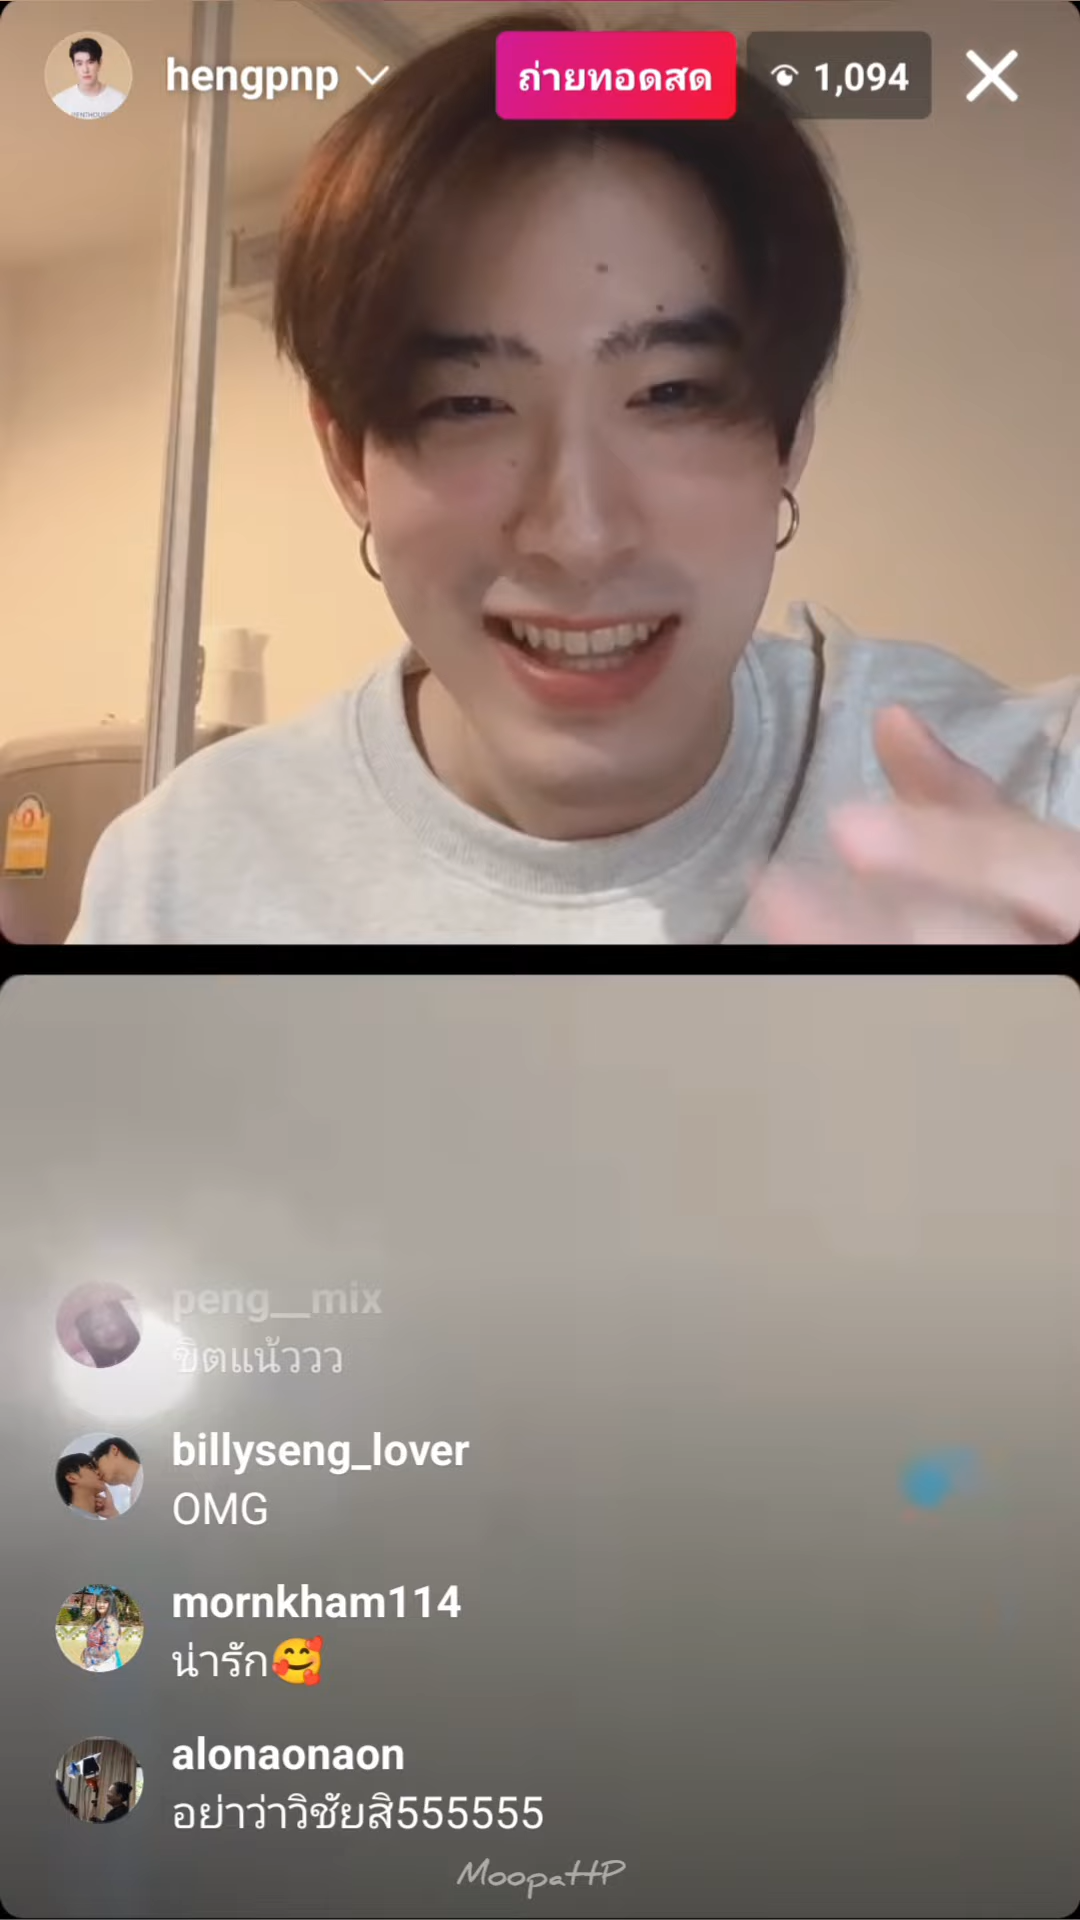 hengpnp
ถ่ายทอดสด
1,094
peng__mix
ขิตแน้ววว
billyseng_lover
OMG
mornkham114
น่ารัก🥰
alonaonaon
อย่าว่าวิชัยสิ555555
MoopaHP